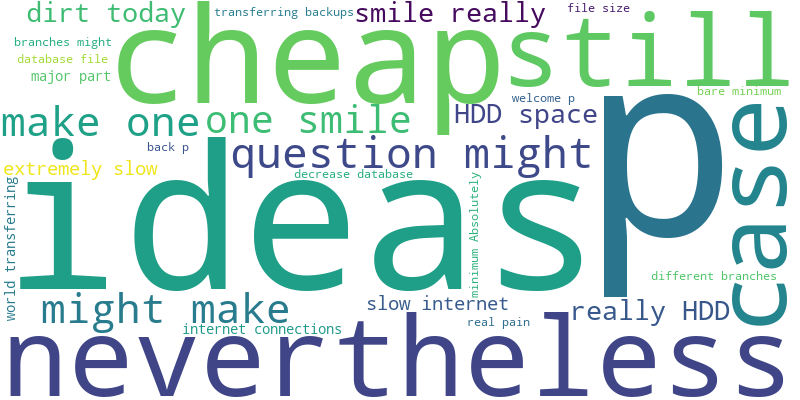 dirt today
transferring backups
smile really
file size
cheap
still
branches might
database file
major part
bare minimum
make one
one smile
welcome p
HDD space
p
case
back p
question might
extremely slow
decrease database
ideas
world transferring
minimum Absolutely
different branches
might make
slow internet
really HDD
internet connections
real pain
nevertheless